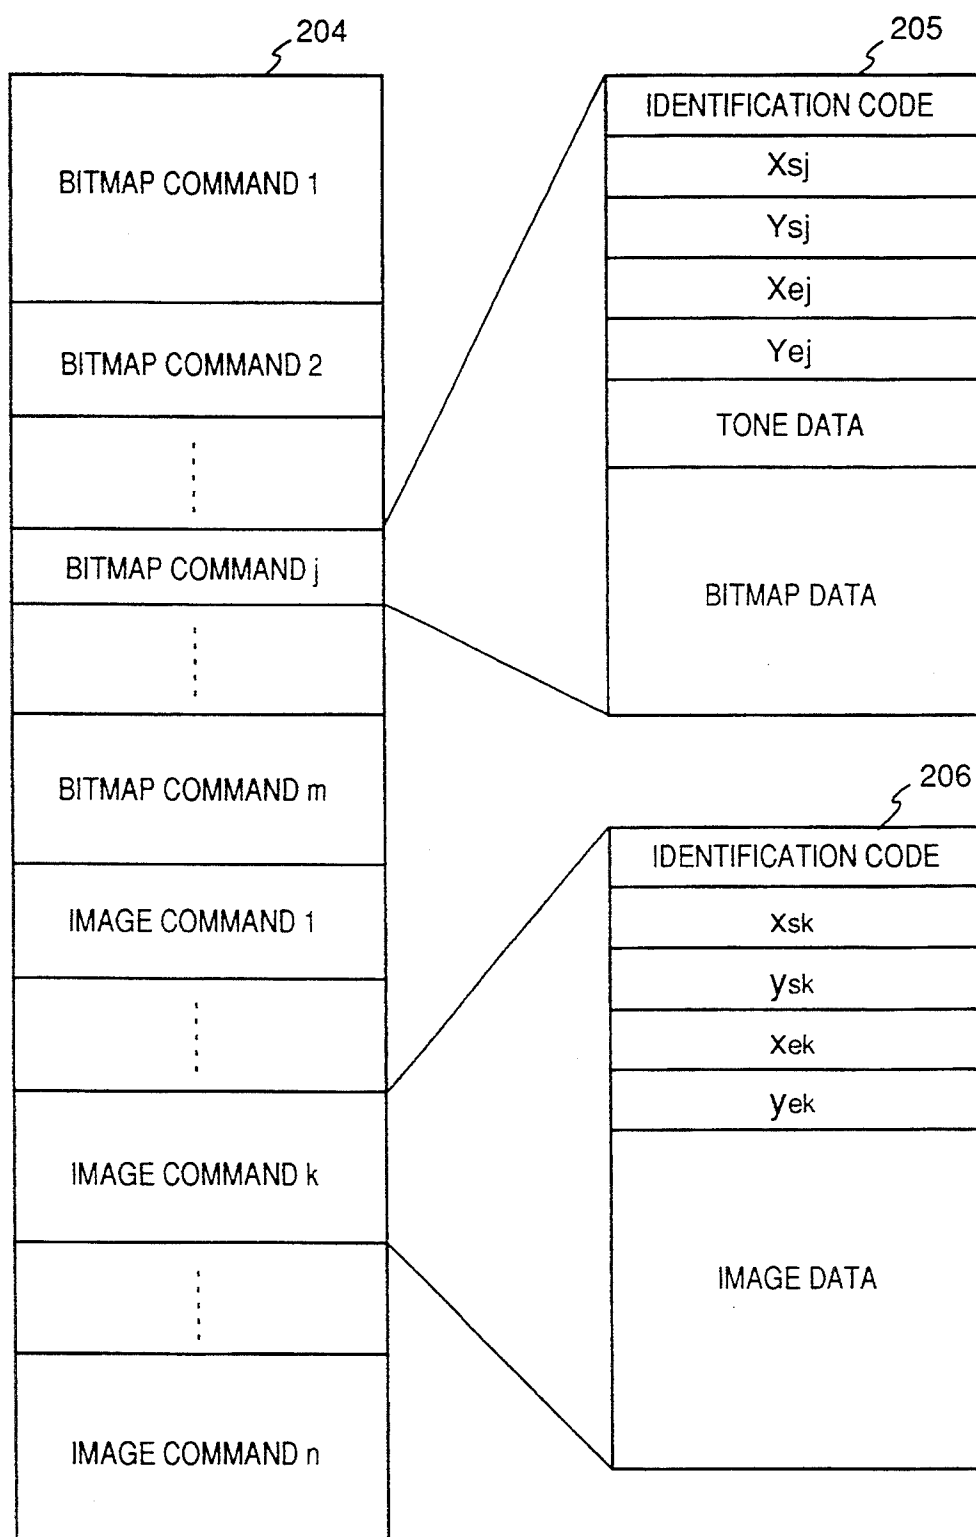 204
BITMAP COMMAND 1
BITMAP COMMAND 2
BITMAP COMMAND j
BITMAP COMMAND m
IMAGE COMMAND 1
IMAGE COMMAND k
IMAGE COMMAND n
205
IDENTIFICATION CODE
Xsj
Ysj
Xej
Yej
TONE DATA
BITMAP DATA
206
IDENTIFICATION CODE
xsk
ysk
xek
yek
IMAGE DATA